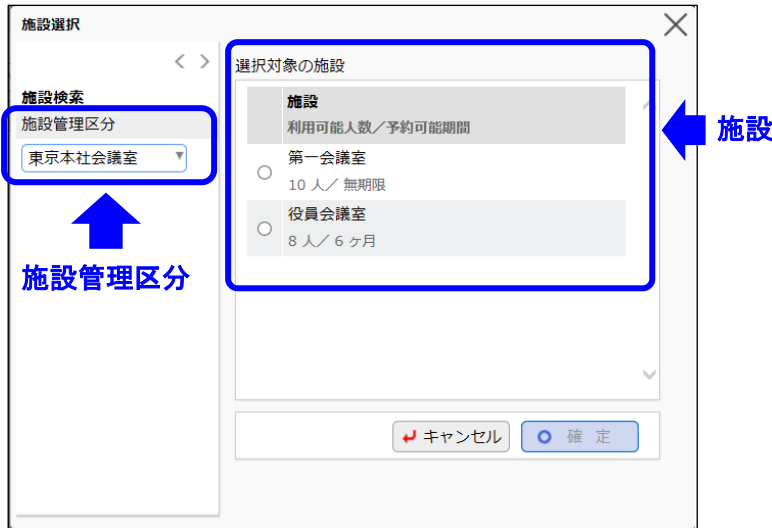 施設選択
施設検索
施設管理区分
東京本社会議室
施設管理区分
選択対象の施設
施設
利用可能人数／予約可能期間
第一会議室
10 人／ 無期限
役員会議室
8 人／ 6 ヶ月
施設
キャンセル
確 定